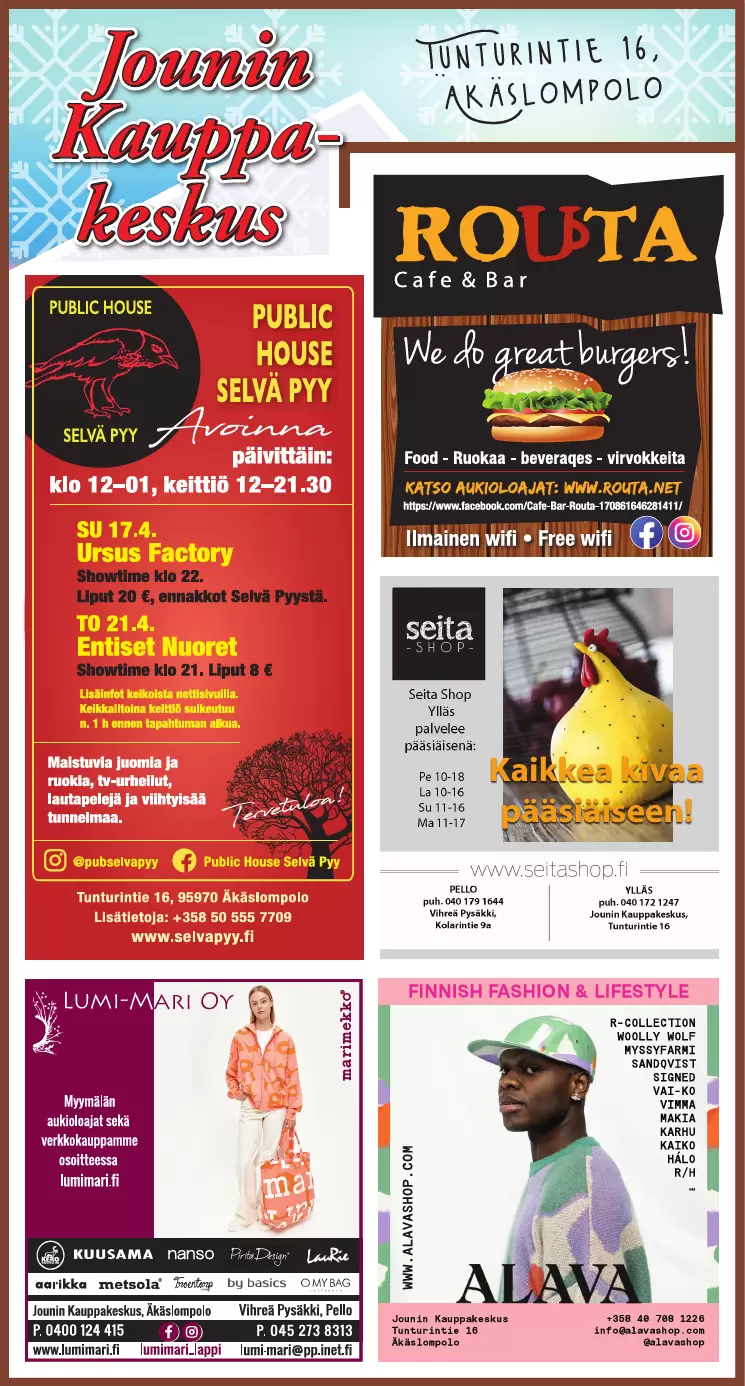 Jounin
Kauppa-
keskus
TUNTURINTIE 16,
ÄKÄSLOMPOLO
PUBLIC HOUSE
SELVÄ PYY
PUBLIC
HOUSE
SELVÄ PYY
Avoinna
päivittäin:
klo 12–01, keittiö 12–21.30
SU 17.4.
Ursus Factory
Showtime klo 22.
Liput 20 €, ennakkot Selvä Pyystä.
TO 21.4.
Entiset Nuoret
Showtime klo 21. Liput 8 €
Lisäinfot keikoista nettisivuilla.
Keikkailtoina keittiö sulkeutuu
n. 1 h ennen tapahtuman alkua.
Maistuvia juomia ja
ruokia, tv-urheilut,
lautapelejä ja viihtyisää
tunnelmaa.
Tervetuloa!
@pubselvapyy
Public House Selvä Pyy
Tunturintie 16, 95970 Äkäslompolo
Lisätietoja: +358 50 555 7709
www.selvapyy.fi
ROUTA
Cafe & Bar
We do great burgers!
Food - Ruokaa - beverages - virvokkeita
KATSO AUKIOLOAJAT: WWW.ROUTA.NET
https://www.facebook.com/Cafe-Bar-Routa-170861646281411/
Ilmainen wifi • Free wifi
seita
- SHOP -
Seita Shop
Ylläs
palvelee
pääsiäisenä:
Pe 10-18
La 10-16
Su 11-16
Ma 11-17
Kaikkea kivaa
pääsiäiseen!
www.seitashop.fi
PELLO
puh. 040 179 1644
Vihreä Pysäkki,
Kolarintie 9a
YLLÄS
puh. 040 172 1247
Jounin Kauppakeskus,
Tunturintie 16
LUMI-MARI OY
marimekko®
Myymälän
aukioloajat sekä
verkkokauppamme
osoitteessa
lumimari.fi
ma
KERO KUUSAMA nanso Pirita Design LauRie
aarikka metsola by basics O MY BAG
Jounin Kauppakeskus, Äkäslompolo Vihreä Pysäkki, Pello
P. 0400 124 415 P. 045 273 8313
www.lumimari.fi lumimari_lappi lumi-mari@pp.inet.fi
FINNISH FASHION & LIFESTYLE
R-COLLECTION
WOOLLY WOLF
MYSSYFARMI
SANDQVIST
SIGNED
VAI-KO
VIMMA
MAKIA
KARHU
KAIKO
HÁLO
R/H
…
WWW.ALAVASHOP.COM
ALAVA
Jounin Kauppakeskus
Tunturintie 16
Äkäslompolo
+358 40 708 1226
info@alavashop.com
@alavashop